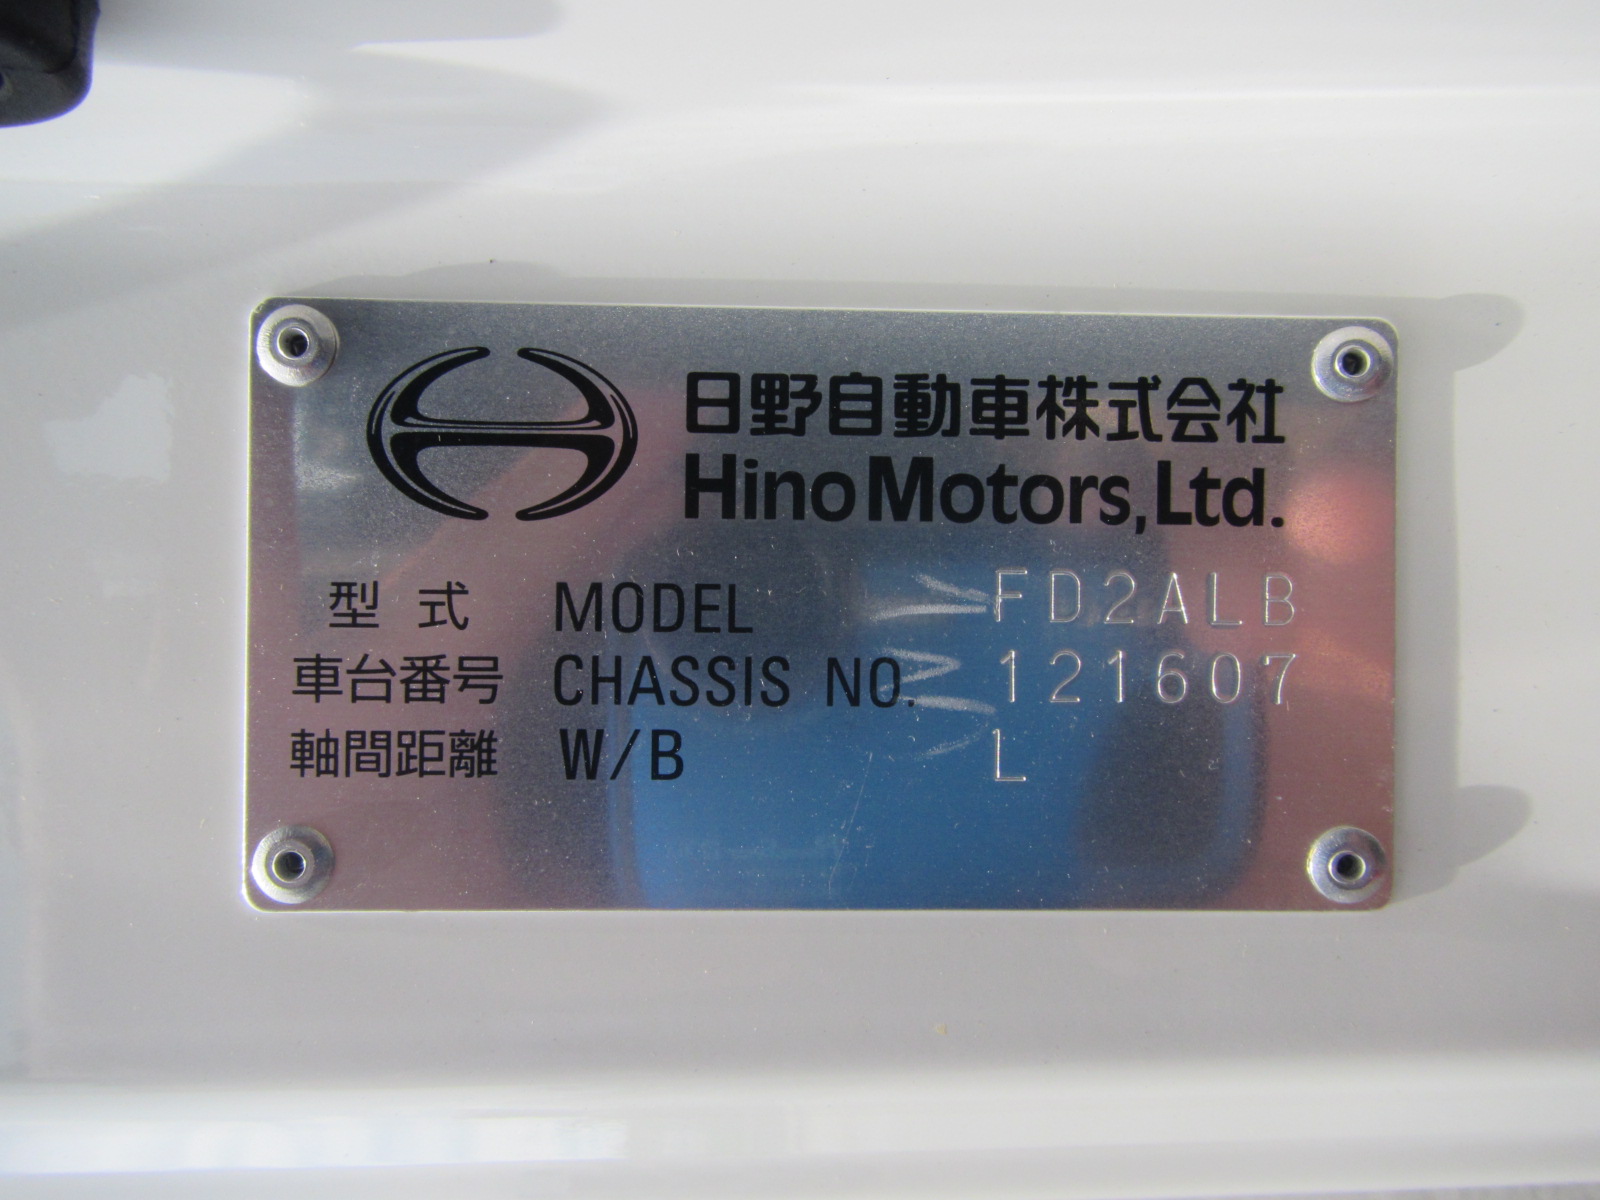 日野自動車株式会社
Hino Motors, Ltd.
型式 MODEL FD2ALB
車台番号 CHASSIS NO. 121607
軸間距離 W/B L